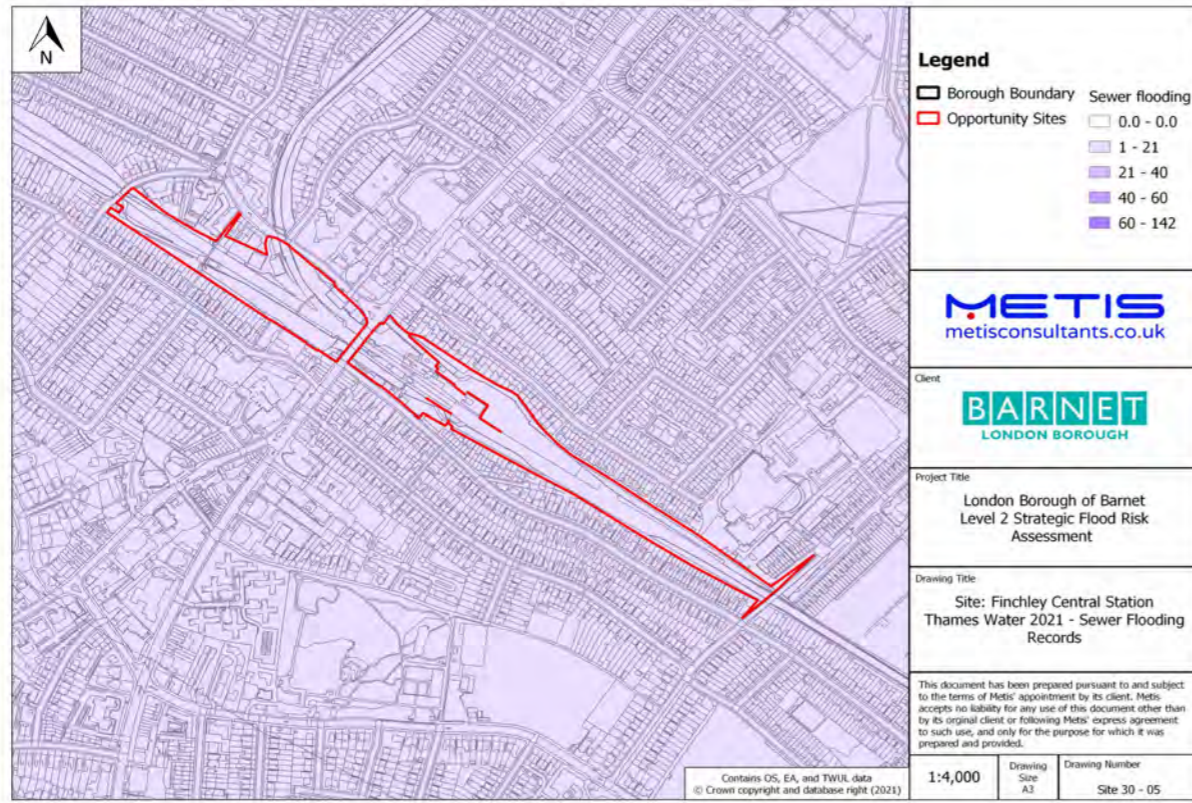 N
Legend
Borough Boundary
Opportunity Sites
Sewer flooding
0.0 - 0.0
1 - 21
21 - 40
40 - 60
60 - 142
METIS
metisconsultants.co.uk
Client
BARNET
LONDON BOROUGH
Project Title
London Borough of Barnet
Level 2 Strategic Flood Risk
Assessment
Drawing Title
Site: Finchley Central Station
Thames Water 2021 - Sewer Flooding
Records
This document has been prepared pursuant to and subject
to the terms of Metis' appointment by its client. Metis
accepts no liability for any use of this document other than
by its orginal client or following Metis' express agreement
to such use, and only for the purpose for which it was
prepared and provided.
1:4,000
Drawing
Size
A3
Drawing Number
Site 30 - 05
Contains OS, EA, and TWUL data
© Crown copyright and database right (2021)